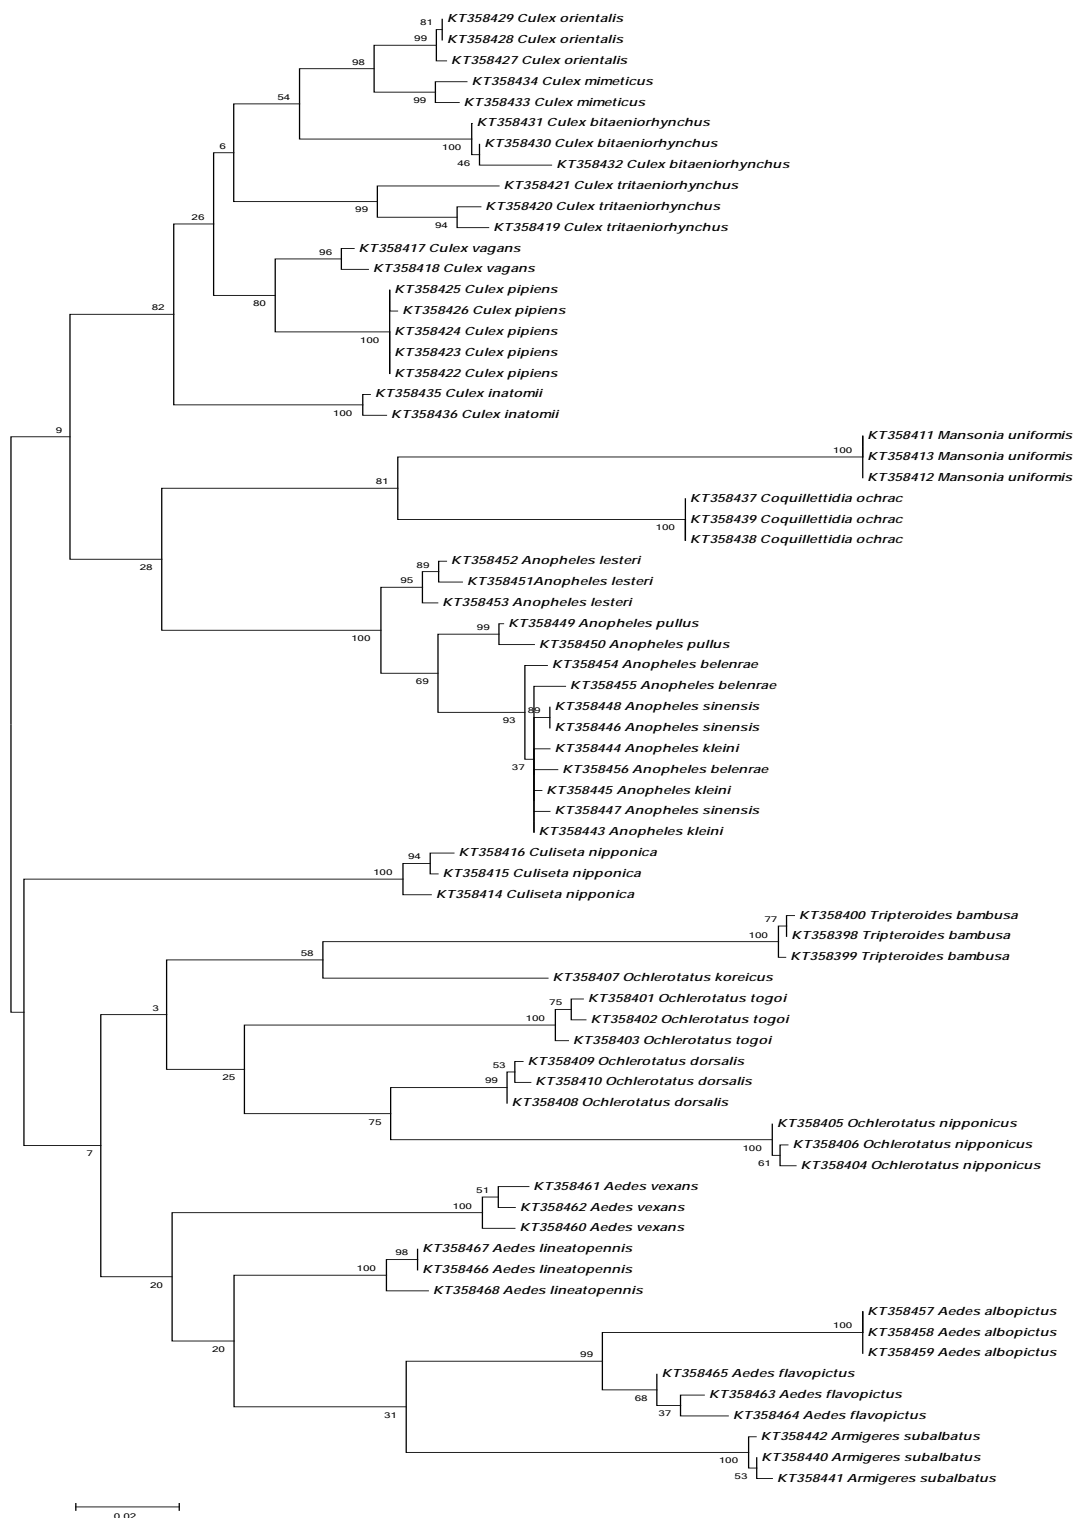 81
KT358429 Culex orientalis
99
KT358428 Culex orientalis
98
KT358427 Culex orientalis
KT358434 Culex mimeticus
54
99
KT358433 Culex mimeticus
KT358431 Culex bitaeniorhynchus
6
100
KT358430 Culex bitaeniorhynchus
46
KT358432 Culex bitaeniorhynchus
KT358421 Culex tritaeniorhynchus
99
KT358420 Culex tritaeniorhynchus
26
94
KT358419 Culex tritaeniorhynchus
96
KT358417 Culex vagans
KT358418 Culex vagans
80
KT358425 Culex pipiens
82
KT358426 Culex pipiens
100
KT358424 Culex pipiens
KT358423 Culex pipiens
KT358422 Culex pipiens
KT358435 Culex inatomii
100
KT358436 Culex inatomii
9
KT358411 Mansonia uniformis
100
KT358413 Mansonia uniformis
81
KT358412 Mansonia uniformis
KT358437 Coquillettidia ochrac
100
KT358439 Coquillettidia ochrac
KT358438 Coquillettidia ochrac
28
89
KT358452 Anopheles lesteri
95
KT358451Anopheles lesteri
KT358453 Anopheles lesteri
100
99
KT358449 Anopheles pullus
KT358450 Anopheles pullus
69
KT358454 Anopheles belenrae
KT358455 Anopheles belenrae
89
KT358448 Anopheles sinensis
93
KT358446 Anopheles sinensis
KT358444 Anopheles kleini
37
KT358456 Anopheles belenrae
KT358445 Anopheles kleini
KT358447 Anopheles sinensis
KT358443 Anopheles kleini
94
KT358416 Culiseta nipponica
100
KT358415 Culiseta nipponica
KT358414 Culiseta nipponica
77
KT358400 Tripteroides bambusa
100
KT358398 Tripteroides bambusa
58
KT358399 Tripteroides bambusa
KT358407 Ochlerotatus koreicus
3
75
KT358401 Ochlerotatus togoi
100
KT358402 Ochlerotatus togoi
KT358403 Ochlerotatus togoi
25
53
KT358409 Ochlerotatus dorsalis
99
KT358410 Ochlerotatus dorsalis
KT358408 Ochlerotatus dorsalis
75
KT358405 Ochlerotatus nipponicus
100
KT358406 Ochlerotatus nipponicus
7
61
KT358404 Ochlerotatus nipponicus
51
KT358461 Aedes vexans
100
KT358462 Aedes vexans
KT358460 Aedes vexans
98
KT358467 Aedes lineatopennis
100
KT358466 Aedes lineatopennis
20
KT358468 Aedes lineatopennis
KT358457 Aedes albopictus
100
KT358458 Aedes albopictus
20
99
KT358459 Aedes albopictus
KT358465 Aedes flavopictus
68
KT358463 Aedes flavopictus
31
37
KT358464 Aedes flavopictus
KT358442 Armigeres subalbatus
100
KT358440 Armigeres subalbatus
53
KT358441 Armigeres subalbatus
0.02